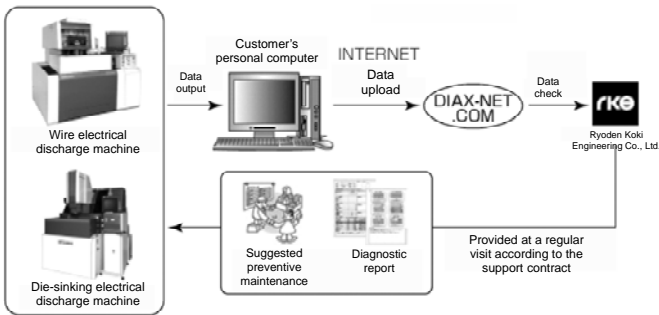 Wire electrical
discharge machine
Die-sinking electrical
discharge machine
Data
output
Customer's
personal computer
INTERNET
Data
upload
DIAX-NET
.COM
Data
check
rke
Ryoden Koki
Engineering Co., Ltd
Suggested
preventive
maintenance
Diagnostic
report
Provided at a regular
visit according to the
support contract